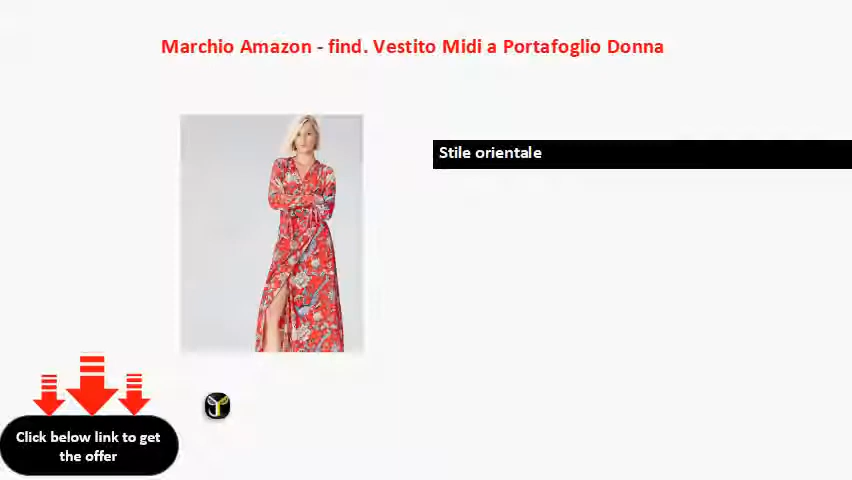 Marchio Amazon - find. Vestito Midi a Portafoglio Donna
Stile orientale
Click below link to get
the offer